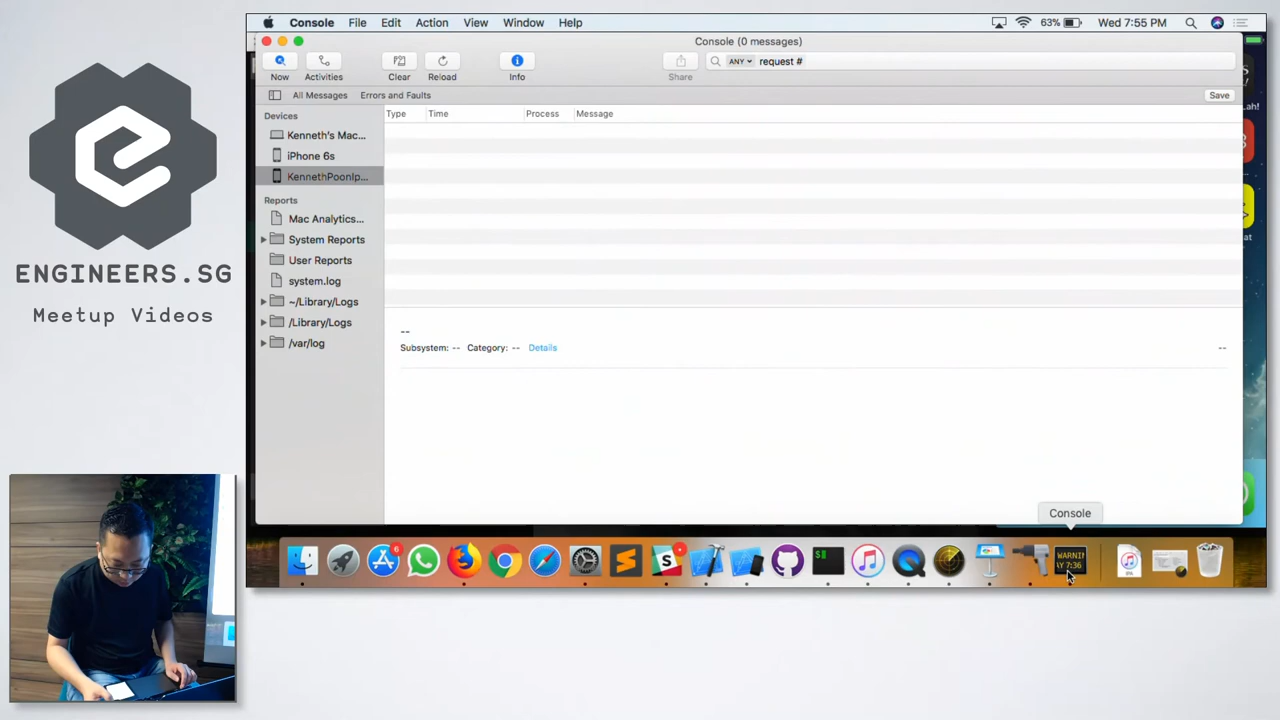 Console File Edit Action View Window Help
63% Wed 7:55 PM
Console (0 messages)
Now Activities Clear Reload Info Share
ANY request #
All Messages Errors and Faults Save
Devices
Kenneth's Mac...
iPhone 6s
KennethPoonIp...
Reports
Mac Analytics...
System Reports
User Reports
system.log
~/Library/Logs
/Library/Logs
/var/log
Type Time Process Message
--
Subsystem: -- Category: -- Details --
Console
WARNIN
Y 7:36
ENGINEERS.SG
Meetup Videos